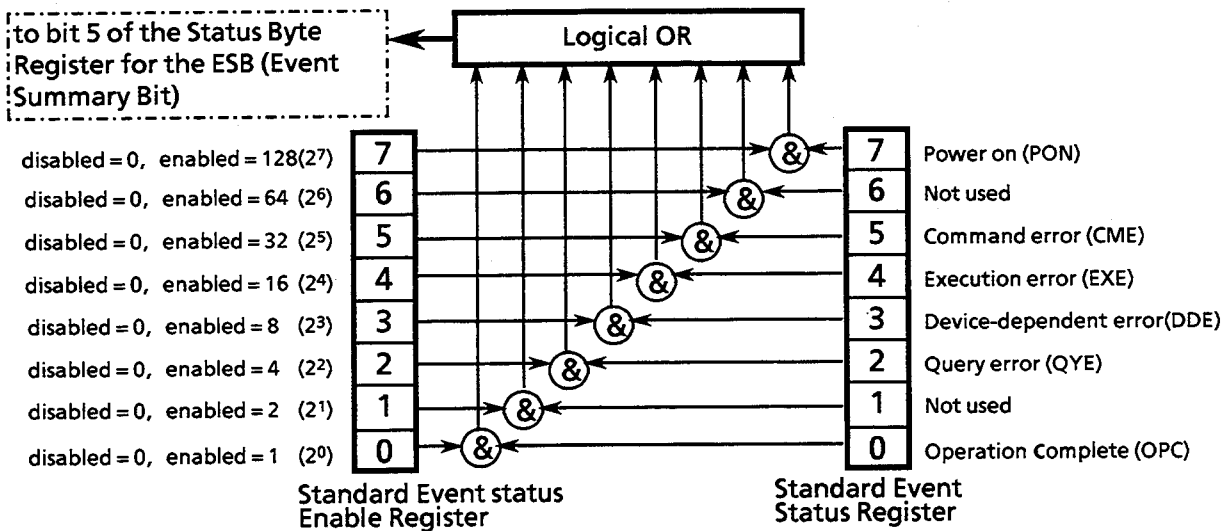 to bit 5 of the Status Byte
Register for the ESB (Event
Summary Bit)
Logical OR
disabled = 0, enabled = 128(2⁷) 7 & 7 Power on (PON)
disabled = 0, enabled = 64 (2⁶) 6 & 6 Not used
disabled = 0, enabled = 32 (2⁵) 5 & 5 Command error (CME)
disabled = 0, enabled = 16 (2⁴) 4 & 4 Execution error (EXE)
disabled = 0, enabled = 8 (2³) 3 & 3 Device-dependent error(DDE)
disabled = 0, enabled = 4 (2²) 2 & 2 Query error (QYE)
disabled = 0, enabled = 2 (2¹) 1 & 1 Not used
disabled = 0, enabled = 1 (2⁰) 0 & 0 Operation Complete (OPC)
Standard Event status
Enable Register
Standard Event
Status Register